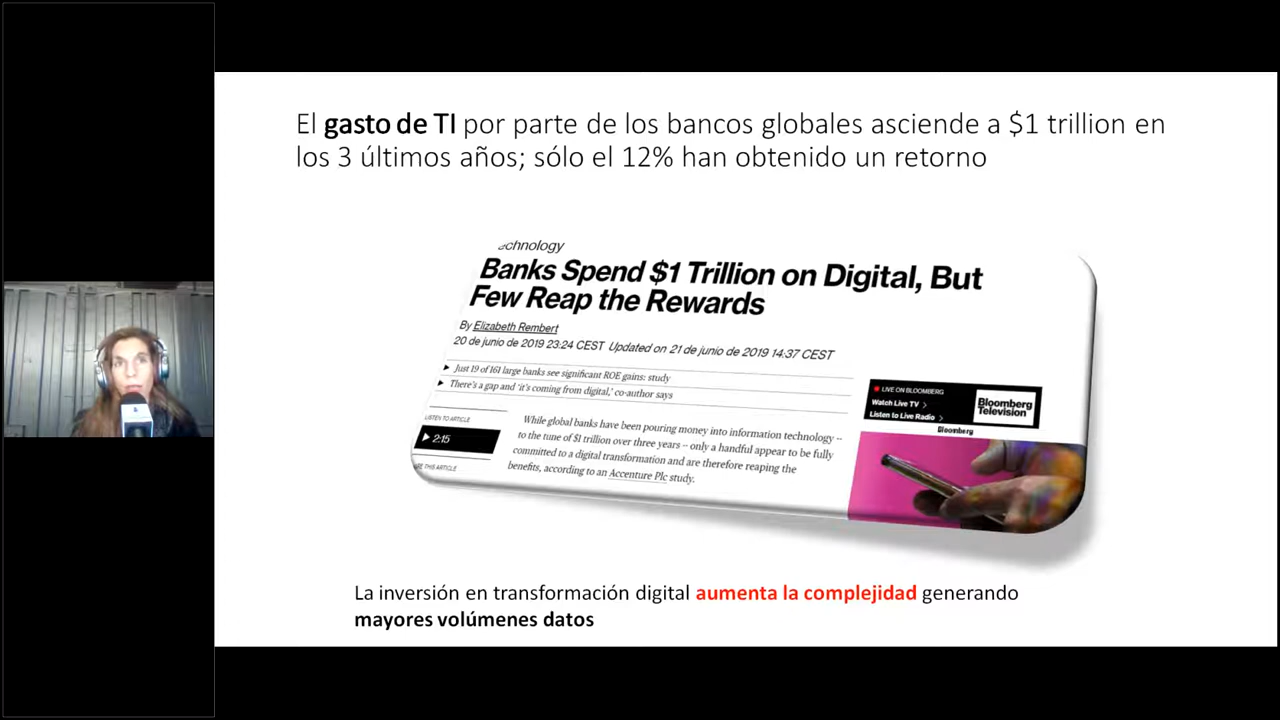 El gasto de TI por parte de los bancos globales asciende a $1 trillion en
los 3 últimos años; sólo el 12% han obtenido un retorno
echnology
Banks Spend $1 Trillion on Digital, But
Few Reap the Rewards
By Elizabeth Rembert
20 de junio de 2019 23:24 CEST Updated on 21 de junio de 2019 14:37 CEST
Just 19 of 161 large banks see significant ROE gains: study
There's a gap and 'it's coming from digital,' co-author says
LISTEN TO ARTICLE
2:15
THIS ARTICLE
While global banks have been pouring money into information technology --
to the tune of $1 trillion over three years -- only a handful appear to be fully
committed to a digital transformation and are therefore reaping the
benefits, according to an Accenture Plc study.
LIVE ON BLOOMBERG
Watch Live TV >
Listen to Live Radio >
Bloomberg
Television
Bloomberg
La inversión en transformación digital aumenta la complejidad generando
mayores volúmenes datos